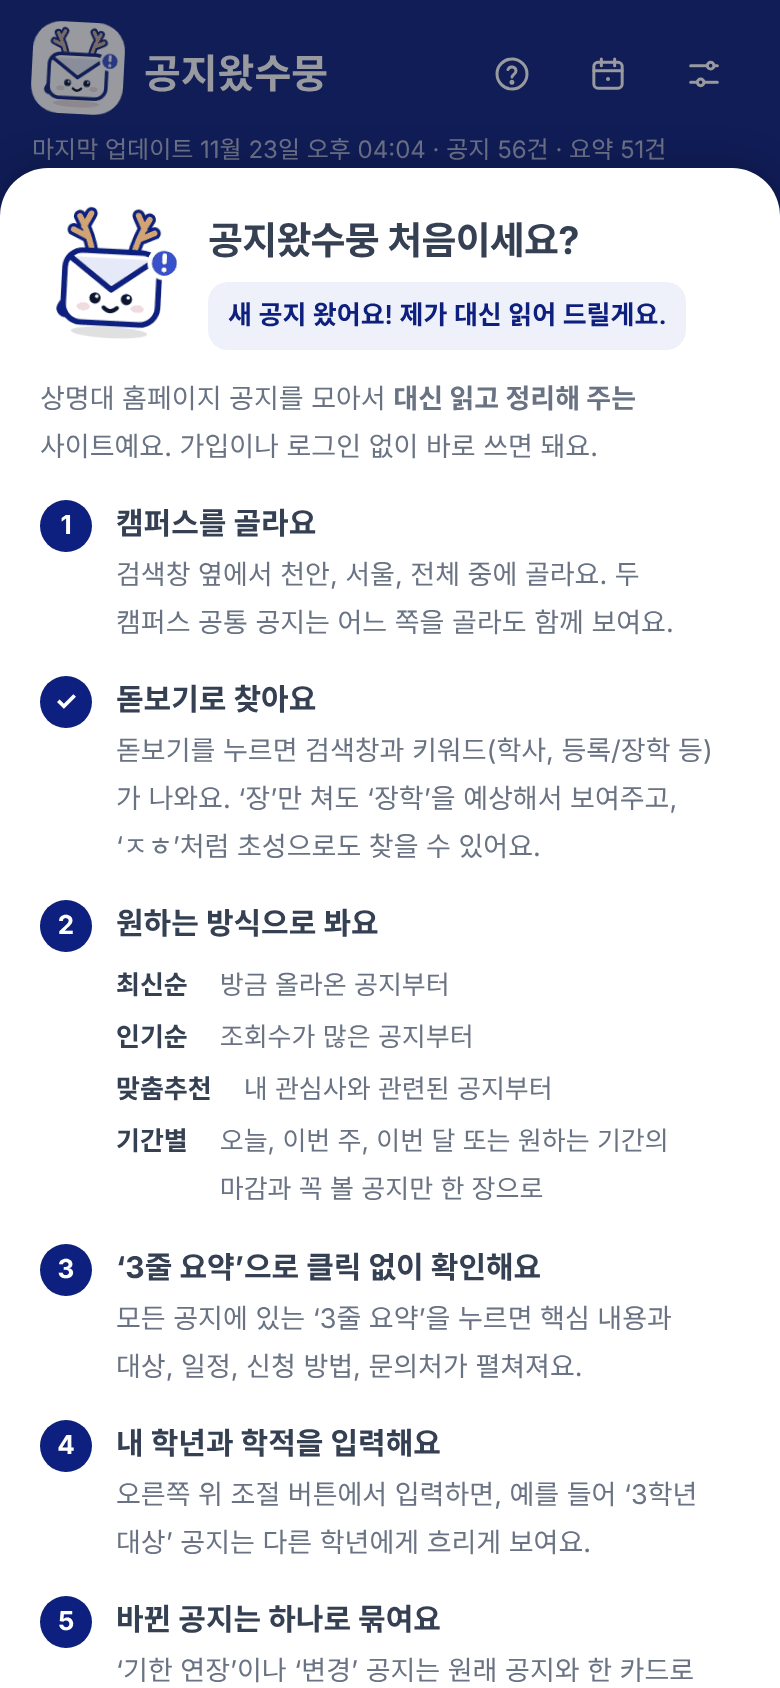 공지왔수뭉
마지막 업데이트 11월 23일 오후 04:04 · 공지 56건 · 요약 51건
공지왔수뭉 처음이세요?
새 공지 왔어요! 제가 대신 읽어 드릴게요.
상명대 홈페이지 공지를 모아서 대신 읽고 정리해 주는
사이트예요. 가입이나 로그인 없이 바로 쓰면 돼요.
1 캠퍼스를 골라요
검색창 옆에서 천안, 서울, 전체 중에 골라요. 두
캠퍼스 공통 공지는 어느 쪽을 골라도 함께 보여요.
돋보기로 찾아요
돋보기를 누르면 검색창과 키워드(학사, 등록/장학 등)
가 나와요. ‘장’만 쳐도 ‘장학’을 예상해서 보여주고,
‘ㅈㅎ’처럼 초성으로도 찾을 수 있어요.
2 원하는 방식으로 봐요
최신순 방금 올라온 공지부터
인기순 조회수가 많은 공지부터
맞춤추천 내 관심사와 관련된 공지부터
기간별 오늘, 이번 주, 이번 달 또는 원하는 기간의
마감과 꼭 볼 공지만 한 장으로
3 ‘3줄 요약’으로 클릭 없이 확인해요
모든 공지에 있는 ‘3줄 요약’을 누르면 핵심 내용과
대상, 일정, 신청 방법, 문의처가 펼쳐져요.
4 내 학년과 학적을 입력해요
오른쪽 위 조절 버튼에서 입력하면, 예를 들어 ‘3학년
대상’ 공지는 다른 학년에게 흐리게 보여요.
5 바뀐 공지는 하나로 묶여요
‘기한 연장’이나 ‘변경’ 공지는 원래 공지와 한 카드로